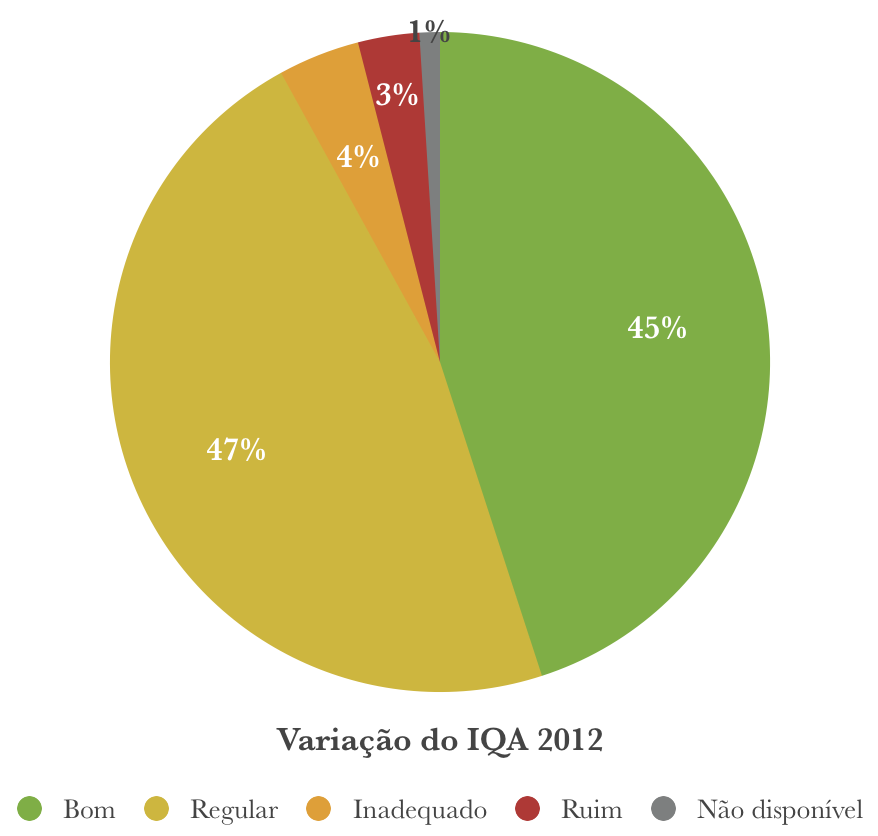 1%
3%
4%
45%
47%
Variação do IQA 2012
Bom Regular Inadequado Ruim Não disponível